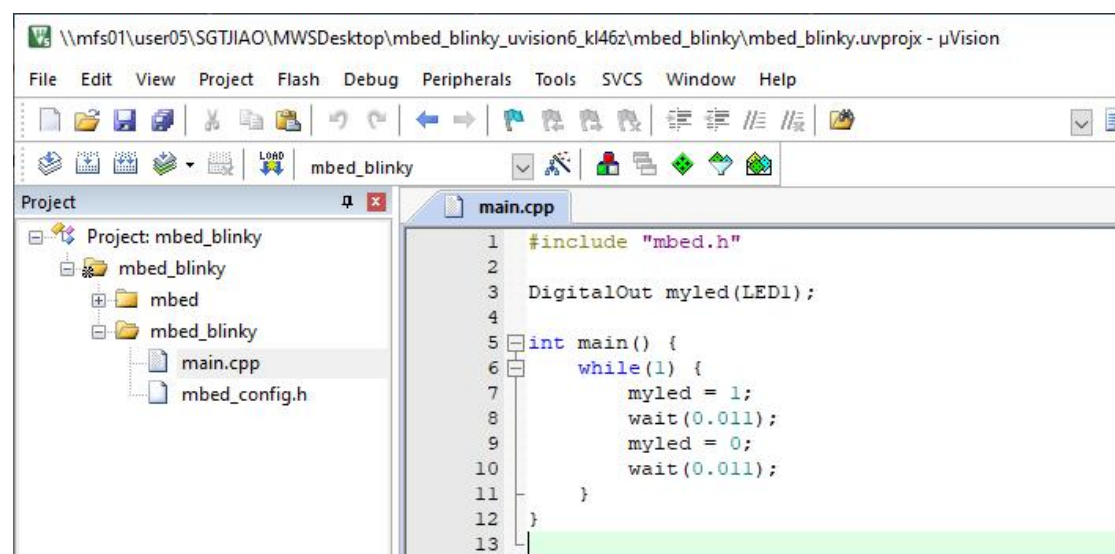 \\mfs01\user05\SGTJIAO\MWSDesktop\mbed_blinky_uvision6_kl46z\mbed_blinky\mbed_blinky.uvprojx - µVision
File Edit View Project Flash Debug Peripherals Tools SVCS Window Help
LOAD mbed_blinky
Project
main.cpp
Project: mbed_blinky
mbed_blinky
mbed
mbed_blinky
main.cpp
mbed_config.h
1 #include "mbed.h"
2
3 DigitalOut myled(LED1);
4
5 int main() {
6     while(1) {
7         myled = 1;
8         wait(0.011);
9         myled = 0;
10         wait(0.011);
11     }
12 }
13